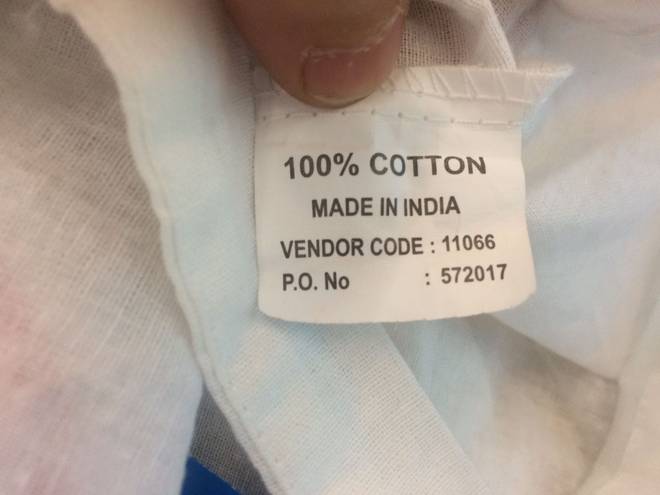 100% COTTON
MADE IN INDIA
VENDOR CODE : 11066
P.O. No : 572017